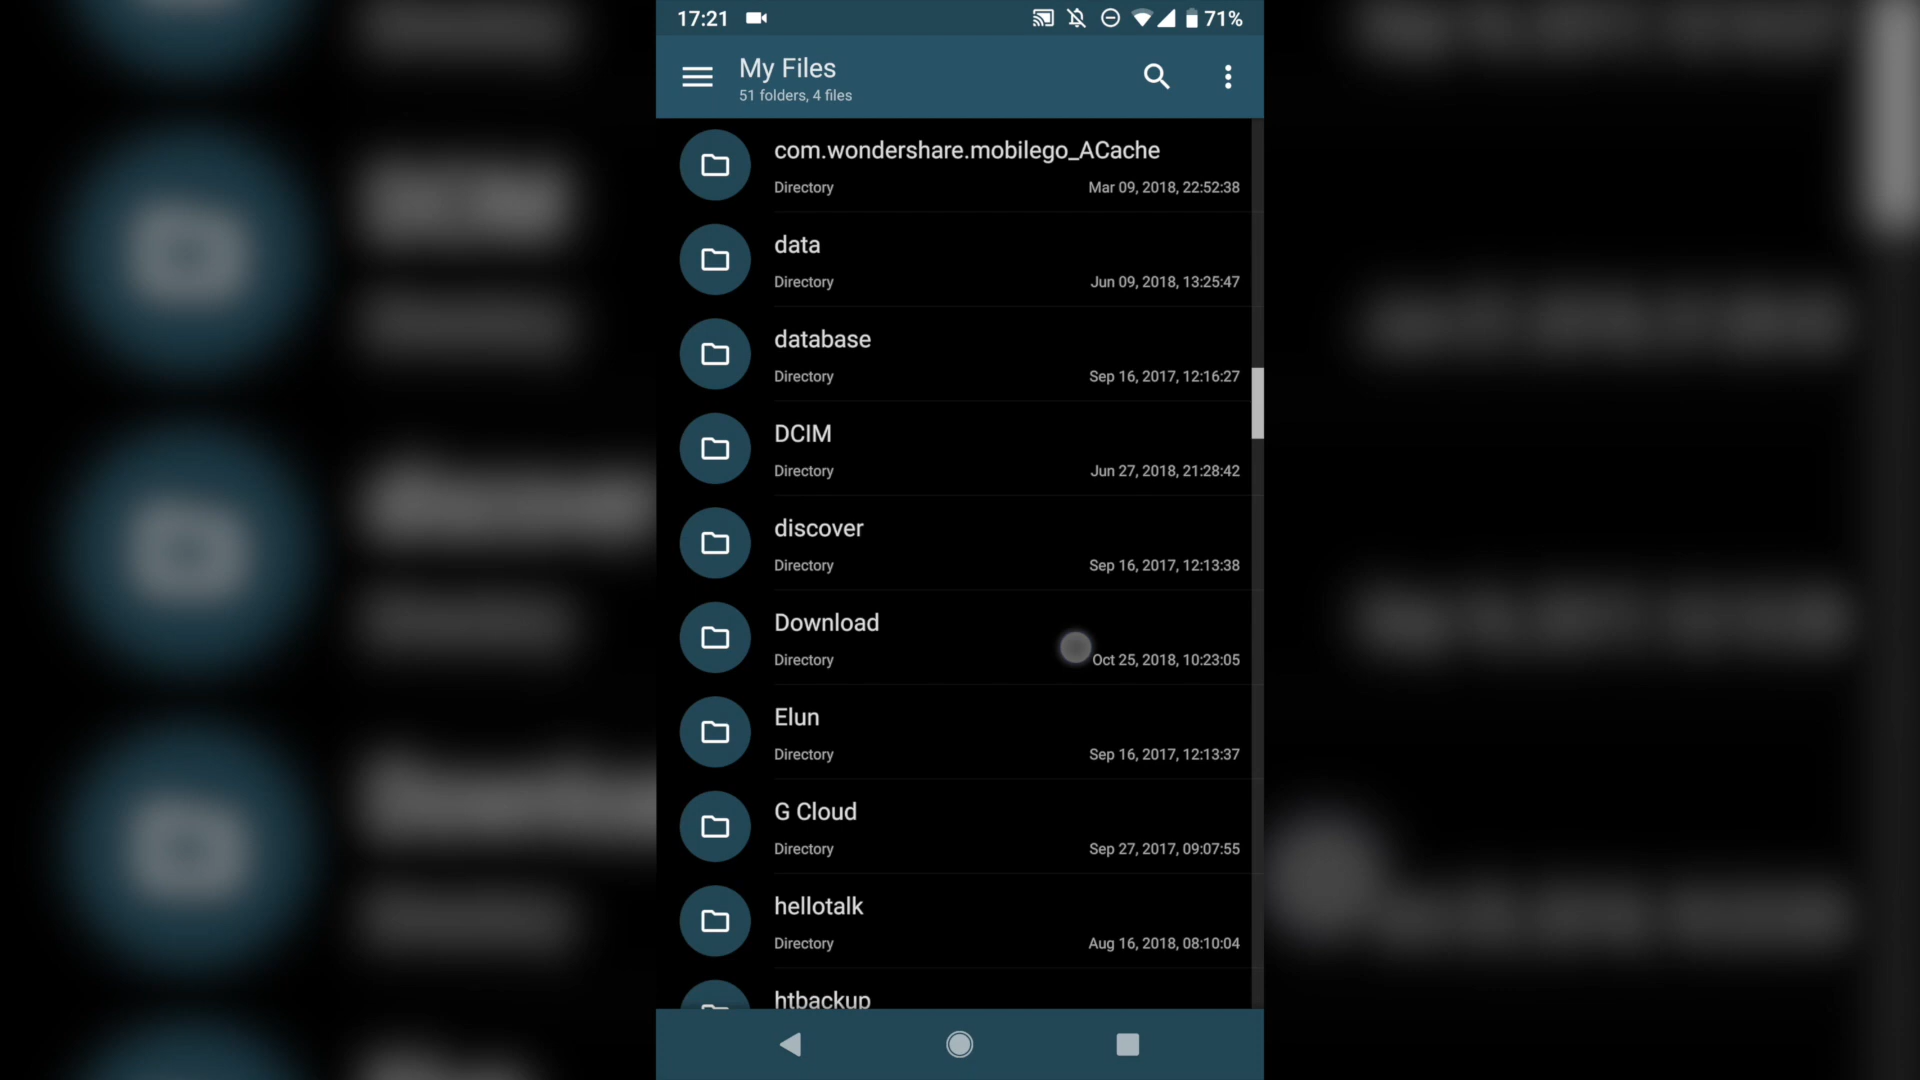 17:21 71%
My Files
51 folders, 4 files
com.wondershare.mobilego_ACache
Directory Mar 09, 2018, 22:52:38
data
Directory Jun 09, 2018, 13:25:47
database
Directory Sep 16, 2017, 12:16:27
DCIM
Directory Jun 27, 2018, 21:28:42
discover
Directory Sep 16, 2017, 12:13:38
Download
Directory Oct 25, 2018, 10:23:05
Elun
Directory Sep 16, 2017, 12:13:37
G Cloud
Directory Sep 27, 2017, 09:07:55
hellotalk
Directory Aug 16, 2018, 08:10:04
htbackup